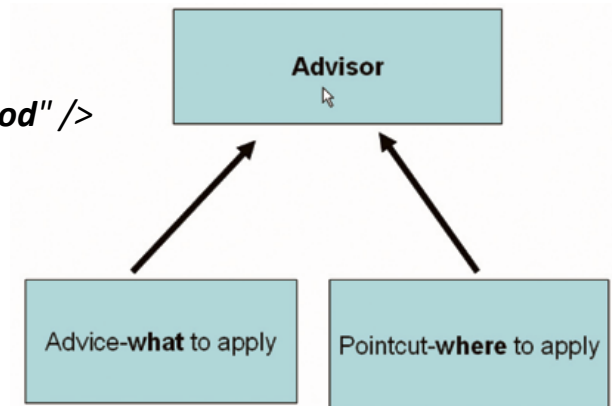 Advisor
od" />
Advice-what to apply
Pointcut-where to apply